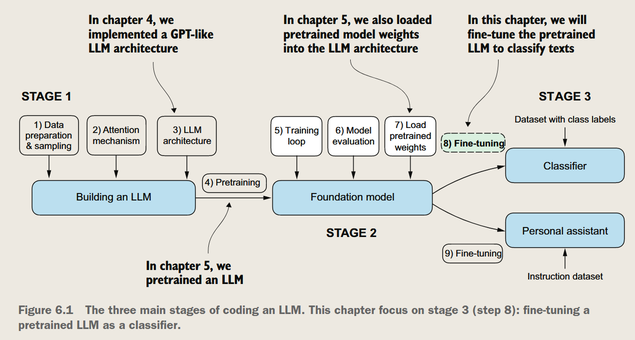 In chapter 4, we
implemented a GPT-like
LLM architecture
In chapter 5, we also loaded
pretrained model weights
into the LLM architecture
In this chapter, we will
fine-tune the pretrained
LLM to classify texts
STAGE 1
STAGE 3
1) Data
preparation
& sampling
2) Attention
mechanism
3) LLM
architecture
5) Training
loop
6) Model
evaluation
7) Load
pretrained
weights
8) Fine-tuning
Dataset with class labels
Building an LLM
4) Pretraining
Foundation model
Classifier
STAGE 2
Personal assistant
9) Fine-tuning
In chapter 5, we
pretrained an LLM
Instruction dataset
Figure 6.1 The three main stages of coding an LLM. This chapter focus on stage 3 (step 8): fine-tuning a
pretrained LLM as a classifier.